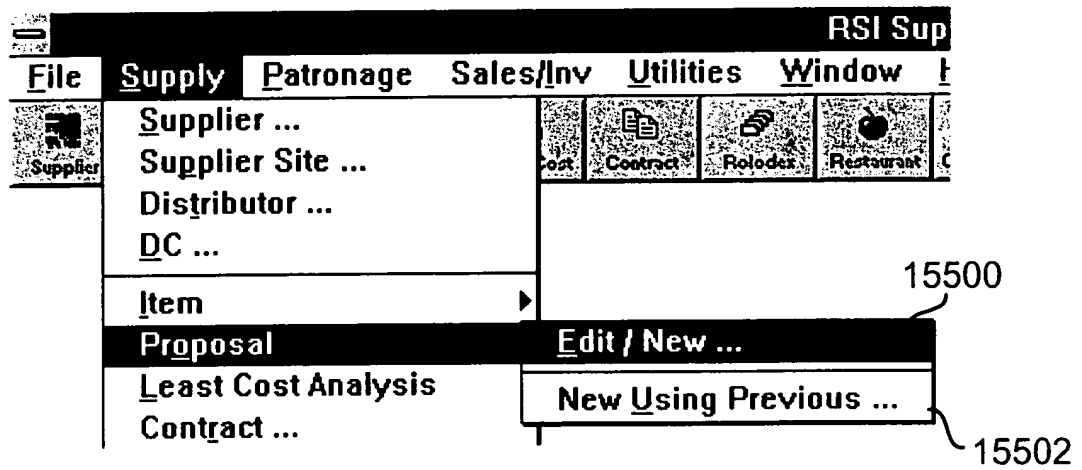 RSI Sup
File Supply Patronage Sales/Inv Utilities Window
Supplier Cost Contract Rolodex Restaurant
Supplier ...
Supplier Site ...
Distributor ...
DC ...
Item
Proposal
Least Cost Analysis
Contract ...
Edit / New ...
New Using Previous ...
15500
15502